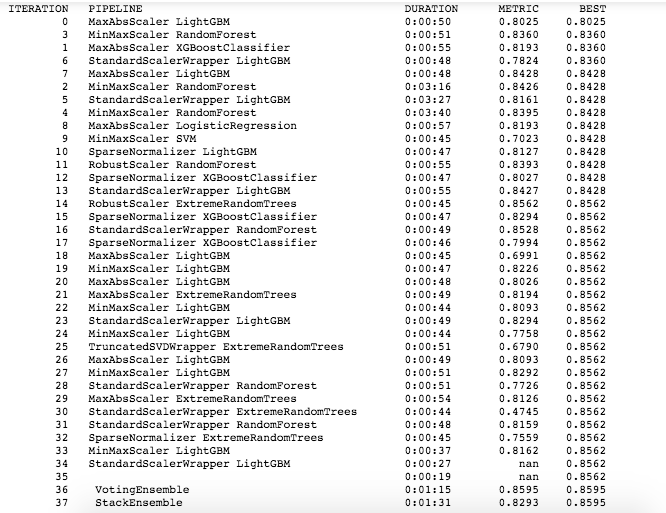 ITERATION PIPELINE DURATION METRIC BEST
0 MaxAbsScaler LightGBM 0:00:50 0.8025 0.8025
3 MinMaxScaler RandomForest 0:00:51 0.8360 0.8360
1 MaxAbsScaler XGBoostClassifier 0:00:55 0.8193 0.8360
6 StandardScalerWrapper LightGBM 0:00:48 0.7824 0.8360
7 MaxAbsScaler LightGBM 0:00:48 0.8428 0.8428
2 MinMaxScaler RandomForest 0:03:16 0.8426 0.8428
5 StandardScalerWrapper LightGBM 0:03:27 0.8161 0.8428
4 MinMaxScaler RandomForest 0:03:40 0.8395 0.8428
8 MaxAbsScaler LogisticRegression 0:00:57 0.8193 0.8428
9 MinMaxScaler SVM 0:00:45 0.7023 0.8428
10 SparseNormalizer LightGBM 0:00:47 0.8127 0.8428
11 RobustScaler RandomForest 0:00:55 0.8393 0.8428
12 SparseNormalizer XGBoostClassifier 0:00:47 0.8027 0.8428
13 StandardScalerWrapper LightGBM 0:00:55 0.8427 0.8428
14 RobustScaler ExtremeRandomTrees 0:00:45 0.8562 0.8562
15 SparseNormalizer XGBoostClassifier 0:00:47 0.8294 0.8562
16 StandardScalerWrapper RandomForest 0:00:49 0.8528 0.8562
17 SparseNormalizer XGBoostClassifier 0:00:46 0.7994 0.8562
18 MaxAbsScaler LightGBM 0:00:45 0.6991 0.8562
19 MinMaxScaler LightGBM 0:00:47 0.8226 0.8562
20 MaxAbsScaler LightGBM 0:00:48 0.8026 0.8562
21 MaxAbsScaler ExtremeRandomTrees 0:00:49 0.8194 0.8562
22 MinMaxScaler LightGBM 0:00:44 0.8093 0.8562
23 StandardScalerWrapper LightGBM 0:00:49 0.8294 0.8562
24 MinMaxScaler LightGBM 0:00:44 0.7758 0.8562
25 TruncatedSVDWrapper ExtremeRandomTrees 0:00:51 0.6790 0.8562
26 MaxAbsScaler LightGBM 0:00:49 0.8093 0.8562
27 MinMaxScaler LightGBM 0:00:51 0.8292 0.8562
28 StandardScalerWrapper RandomForest 0:00:51 0.7726 0.8562
29 MaxAbsScaler ExtremeRandomTrees 0:00:54 0.8126 0.8562
30 StandardScalerWrapper ExtremeRandomTrees 0:00:44 0.4745 0.8562
31 StandardScalerWrapper RandomForest 0:00:48 0.8159 0.8562
32 SparseNormalizer ExtremeRandomTrees 0:00:45 0.7559 0.8562
33 MinMaxScaler LightGBM 0:00:37 0.8162 0.8562
34 StandardScalerWrapper LightGBM 0:00:27 nan 0.8562
35 0:00:19 nan 0.8562
36 VotingEnsemble 0:01:15 0.8595 0.8595
37 StackEnsemble 0:01:31 0.8293 0.8595